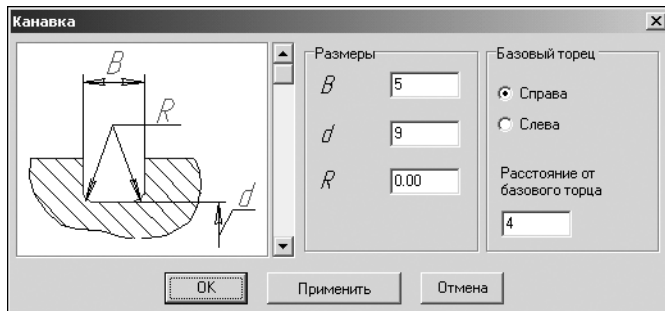 Канавка
B
R
d
Размеры
B 5
d 9
R 0.00
Базовый торец
Справа
Слева
Расстояние от
базового торца
4
OK
Применить
Отмена